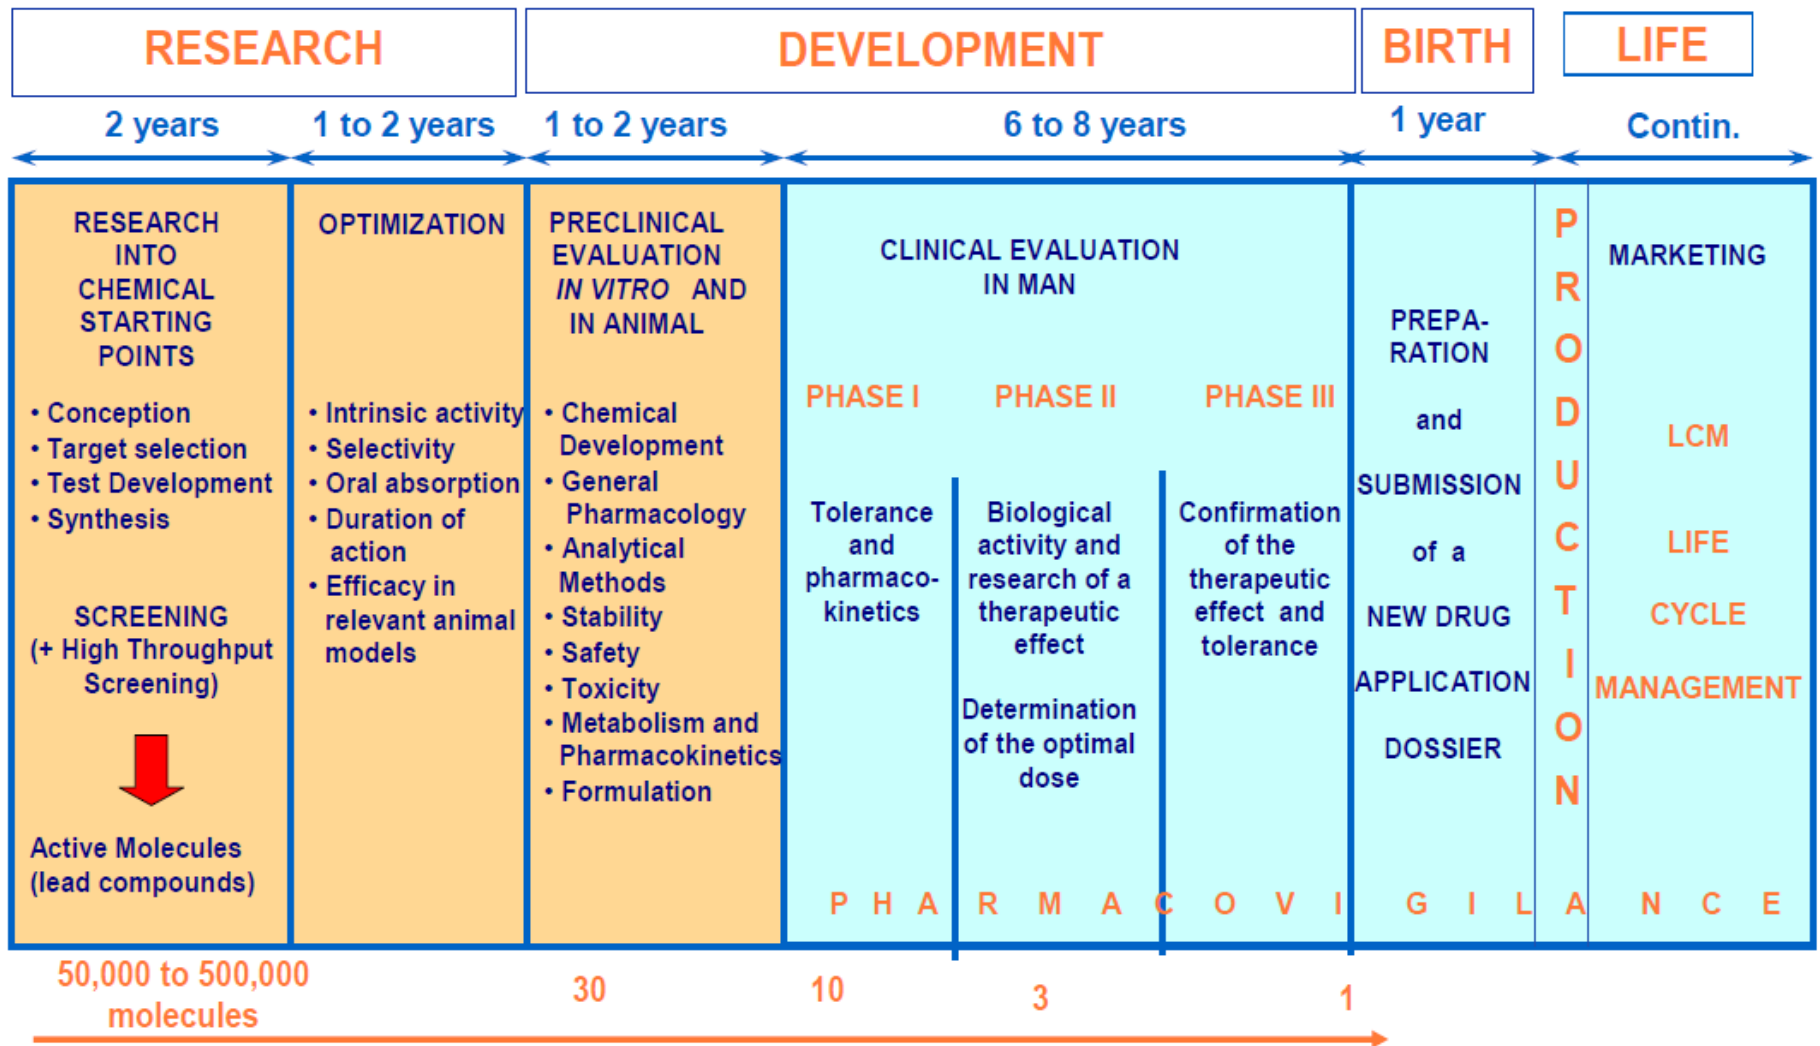 RESEARCH
DEVELOPMENT
BIRTH
LIFE
2 years
1 to 2 years
1 to 2 years
6 to 8 years
1 year
Contin.
RESEARCH
INTO
CHEMICAL
STARTING
POINTS
• Conception
• Target selection
• Test Development
• Synthesis
SCREENING
(+ High Throughput
Screening)
Active Molecules
(lead compounds)
OPTIMIZATION
• Intrinsic activity
• Selectivity
• Oral absorption
• Duration of
action
• Efficacy in
relevant animal
models
PRECLINICAL
EVALUATION
IN VITRO AND
IN ANIMAL
• Chemical
Development
• General
Pharmacology
• Analytical
Methods
• Stability
• Safety
• Toxicity
• Metabolism and
Pharmacokinetics
• Formulation
CLINICAL EVALUATION
IN MAN
PHASE I
Tolerance
and
pharmaco-
kinetics
PHASE II
Biological
activity and
research of a
therapeutic
effect
Determination
of the optimal
dose
PHASE III
Confirmation
of the
therapeutic
effect and
tolerance
PREPA-
RATION
and
SUBMISSION
of a
NEW DRUG
APPLICATION
DOSSIER
PRODUCTION
MARKETING
LCM
LIFE
CYCLE
MANAGEMENT
PHARMACOVIGILANCE
50,000 to 500,000
molecules
30
10
3
1